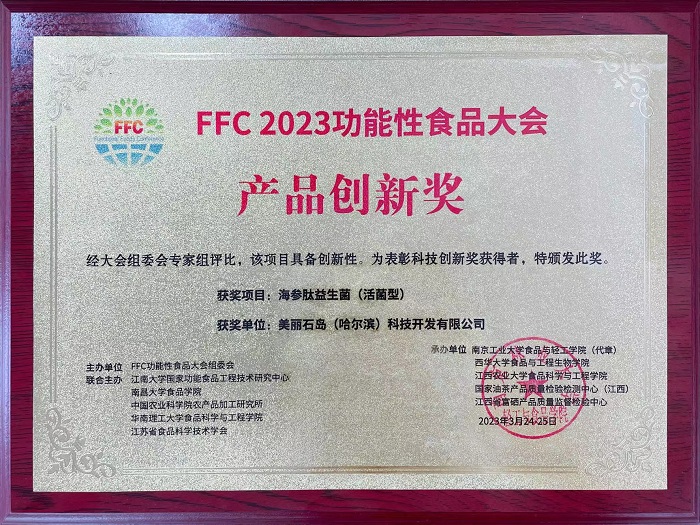 FFC
Functional Foods Conference
FFC 2023功能性食品大会
产品创新奖
经大会组委会专家组评比，该项目具备创新性。为表彰科技创新奖获得者，特颁发此奖。
获奖项目：海参肽益生菌（活菌型）
获奖单位：美丽石岛（哈尔滨）科技开发有限公司
主办单位 FFC功能性食品大会组委会
联合主办 江南大学国家功能食品工程技术研究中心
南昌大学食品学院
中国农业科学院农产品加工研究所
华南理工大学食品科学与工程学院
江苏省食品科学技术学会
承办单位 南京工业大学食品与轻工学院（代章）
西华大学食品与生物工程学院
江西农业大学食品科学与工程学院
国家油茶产品质量检验检测中心（江西）
江西省富硒产品质量监督检验中心
2023年3月24-25日